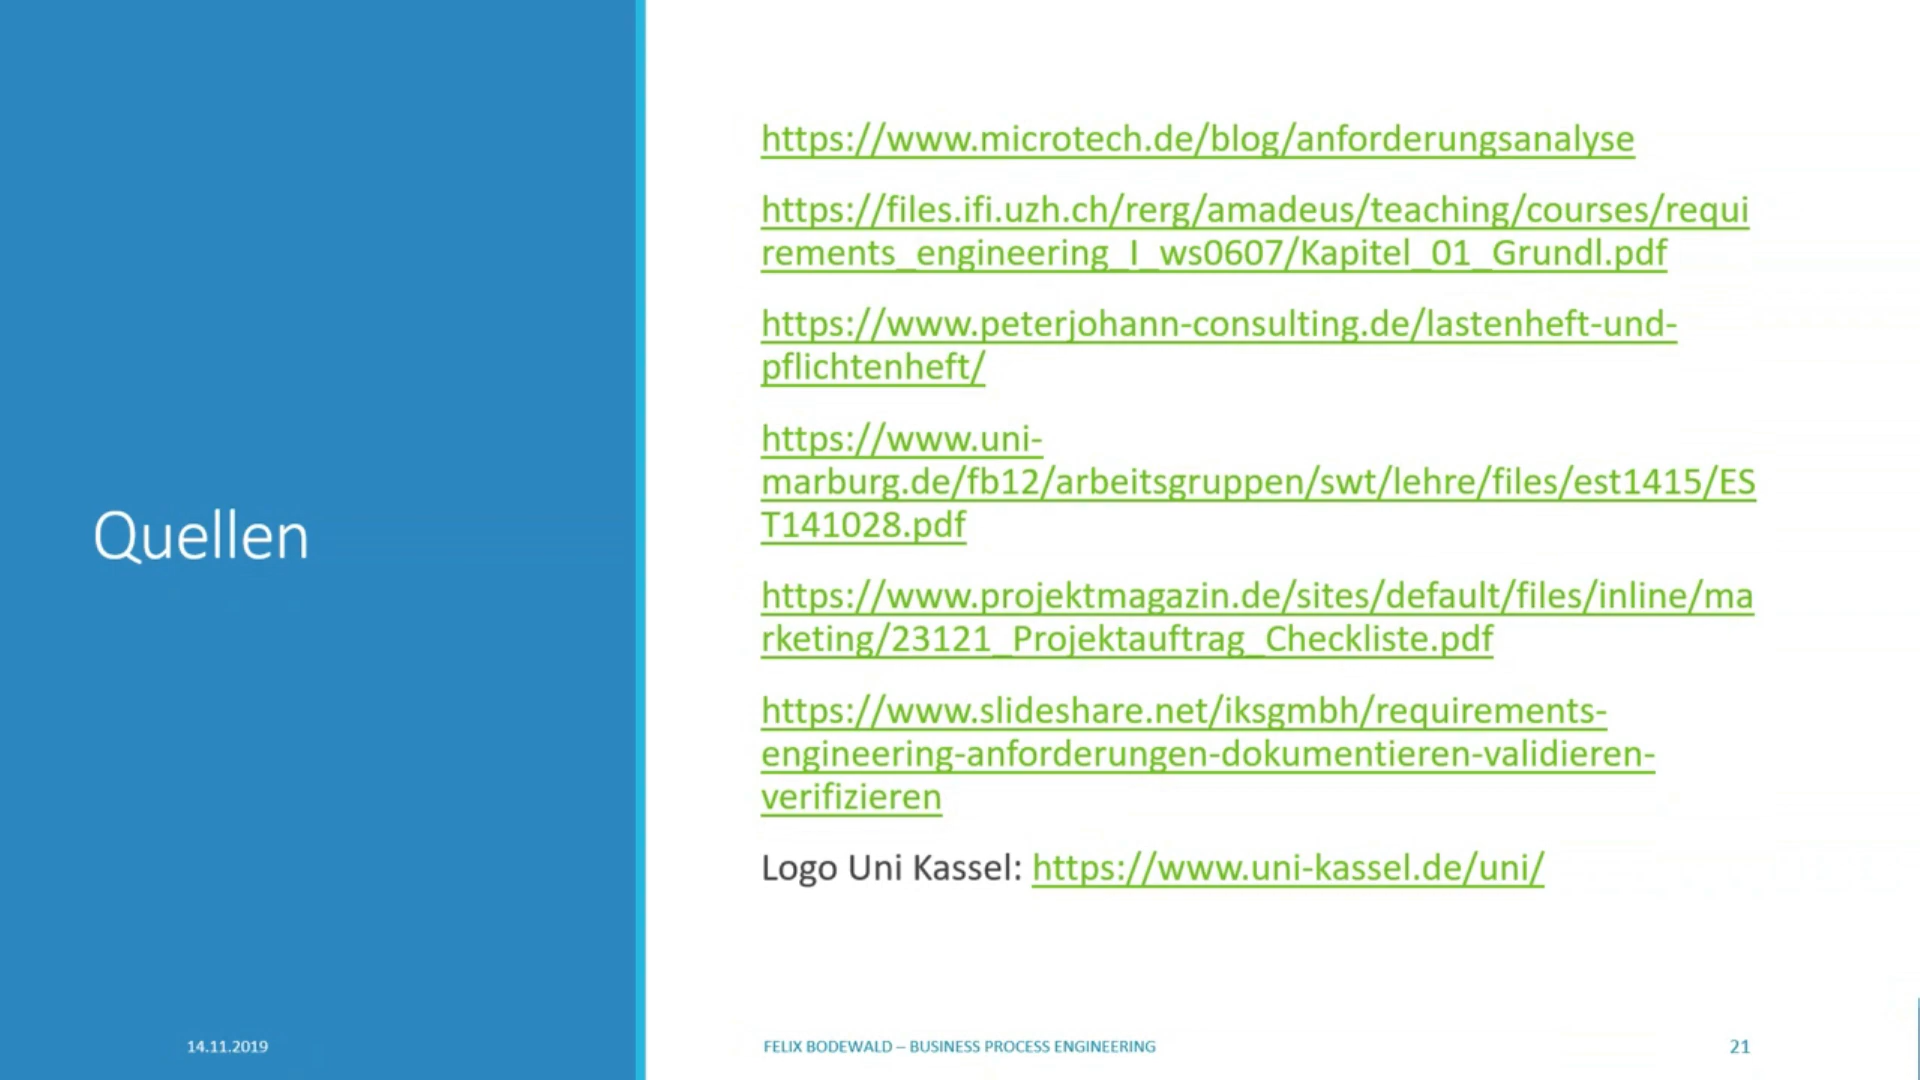 Quellen
https://www.microtech.de/blog/anforderungsanalyse
https://files.ifi.uzh.ch/rerg/amadeus/teaching/courses/requi
rements_engineering_I_ws0607/Kapitel_01_Grundl.pdf
https://www.peterjohann-consulting.de/lastenheft-und-
pflichtenheft/
https://www.uni-
marburg.de/fb12/arbeitsgruppen/swt/lehre/files/est1415/ES
T141028.pdf
https://www.projektmagazin.de/sites/default/files/inline/ma
rketing/23121_Projektauftrag_Checkliste.pdf
https://www.slideshare.net/iksgmbh/requirements-
engineering-anforderungen-dokumentieren-validieren-
verifizieren
Logo Uni Kassel: https://www.uni-kassel.de/uni/
14.11.2019
FELIX BODEWALD – BUSINESS PROCESS ENGINEERING
21